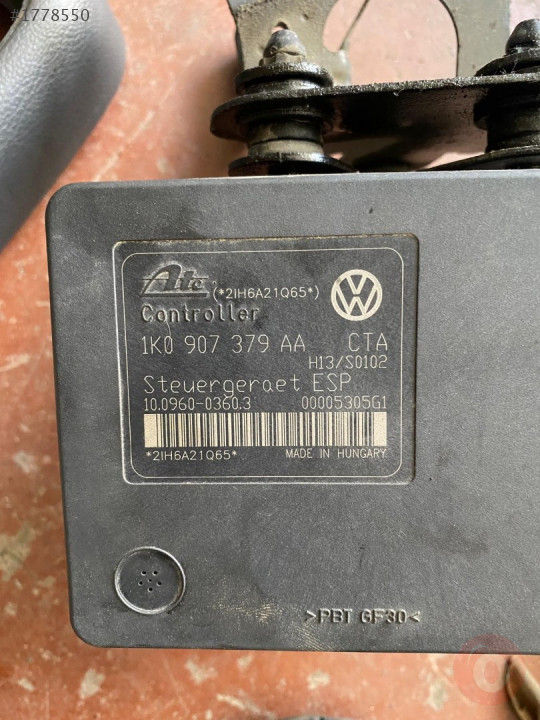 #1778550
Ate (*2IH6A21Q65*)
Controller
1K0 907 379 AA CTA
H13/S0102
Steuergeraet ESP
10.0960-0360.3 00005305G1
*2IH6A21Q65* MADE IN HUNGARY
>PBT GF30<